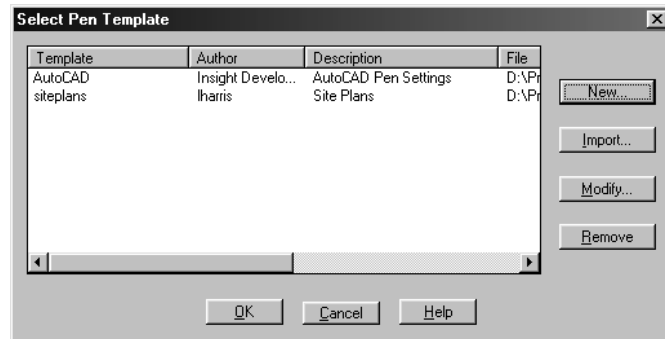 Select Pen Template
Template Author Description File
AutoCAD Insight Develo... AutoCAD Pen Settings D:\Pr
siteplans lharris Site Plans D:\Pr
New...
Import...
Modify...
Remove
OK Cancel Help